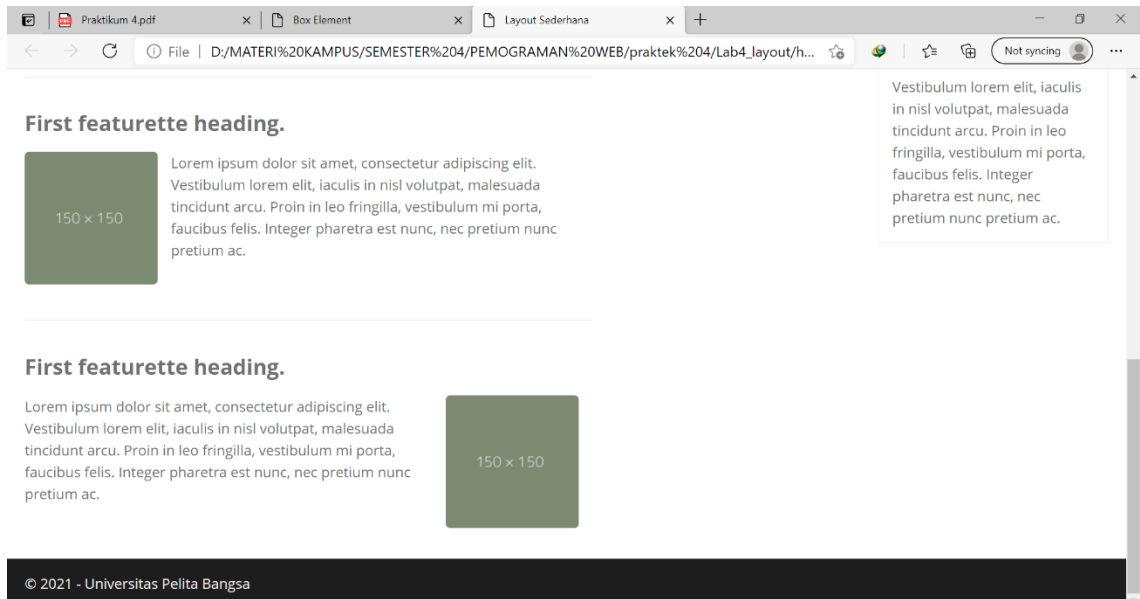 Praktikum 4.pdf
Box Element
Layout Sederhana
File
D:/MATERI%20KAMPUS/SEMESTER%204/PEMOGRAMAN%20WEB/praktek%204/Lab4_layout/h...
Not syncing
First featurette heading.
150 × 150
Lorem ipsum dolor sit amet, consectetur adipiscing elit.
Vestibulum lorem elit, iaculis in nisl volutpat, malesuada
tincidunt arcu. Proin in leo fringilla, vestibulum mi porta,
faucibus felis. Integer pharetra est nunc, nec pretium nunc
pretium ac.
First featurette heading.
Lorem ipsum dolor sit amet, consectetur adipiscing elit.
Vestibulum lorem elit, iaculis in nisl volutpat, malesuada
tincidunt arcu. Proin in leo fringilla, vestibulum mi porta,
faucibus felis. Integer pharetra est nunc, nec pretium nunc
pretium ac.
150 × 150
Vestibulum lorem elit, iaculis
in nisl volutpat, malesuada
tincidunt arcu. Proin in leo
fringilla, vestibulum mi porta,
faucibus felis. Integer
pharetra est nunc, nec
pretium nunc pretium ac.
© 2021 - Universitas Pelita Bangsa